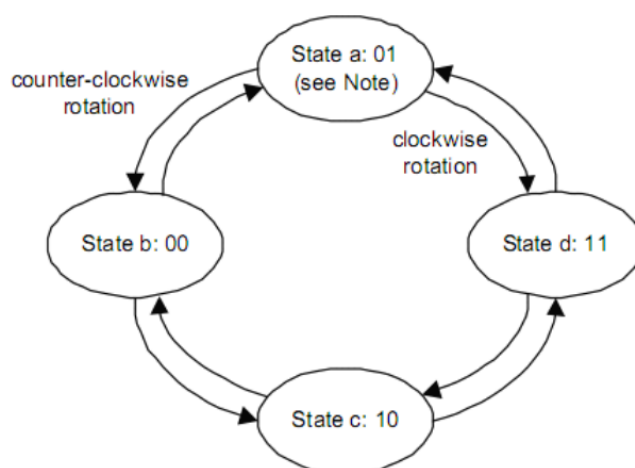 State a: 01
(see Note)
counter-clockwise
rotation
clockwise
rotation
State b: 00
State d: 11
State c: 10